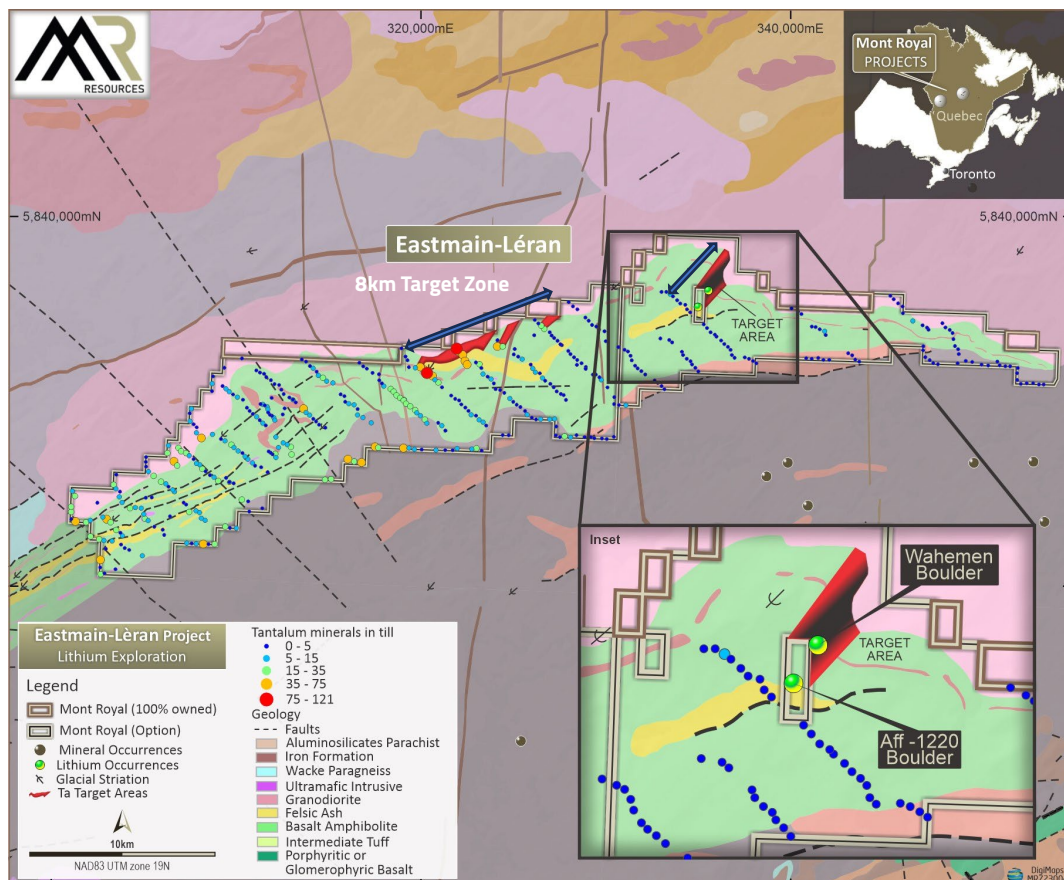 MR
RESOURCES
320,000mE
340,000mE
Mont Royal
PROJECTS
Quebec
Toronto
5,840,000mN
5,840,000mN
Eastmain-Léran
8km Target Zone
TARGET
AREA
Inset
Wahemen
Boulder
TARGET
AREA
Aff -1220
Boulder
Eastmain-Lèran Project
Lithium Exploration
Legend
Mont Royal (100% owned)
Mont Royal (Option)
Mineral Occurrences
Lithium Occurrences
Glacial Striation
Ta Target Areas
10km
NAD83 UTM zone 19N
Tantalum minerals in till
0 - 5
5 - 15
15 - 35
35 - 75
75 - 121
Geology
Faults
Aluminosilicates Parachist
Iron Formation
Wacke Paragneiss
Ultramafic Intrusive
Granodiorite
Felsic Ash
Basalt Amphibolite
Intermediate Tuff
Porphyritic or
Glomerophyric Basalt
DigiMaps